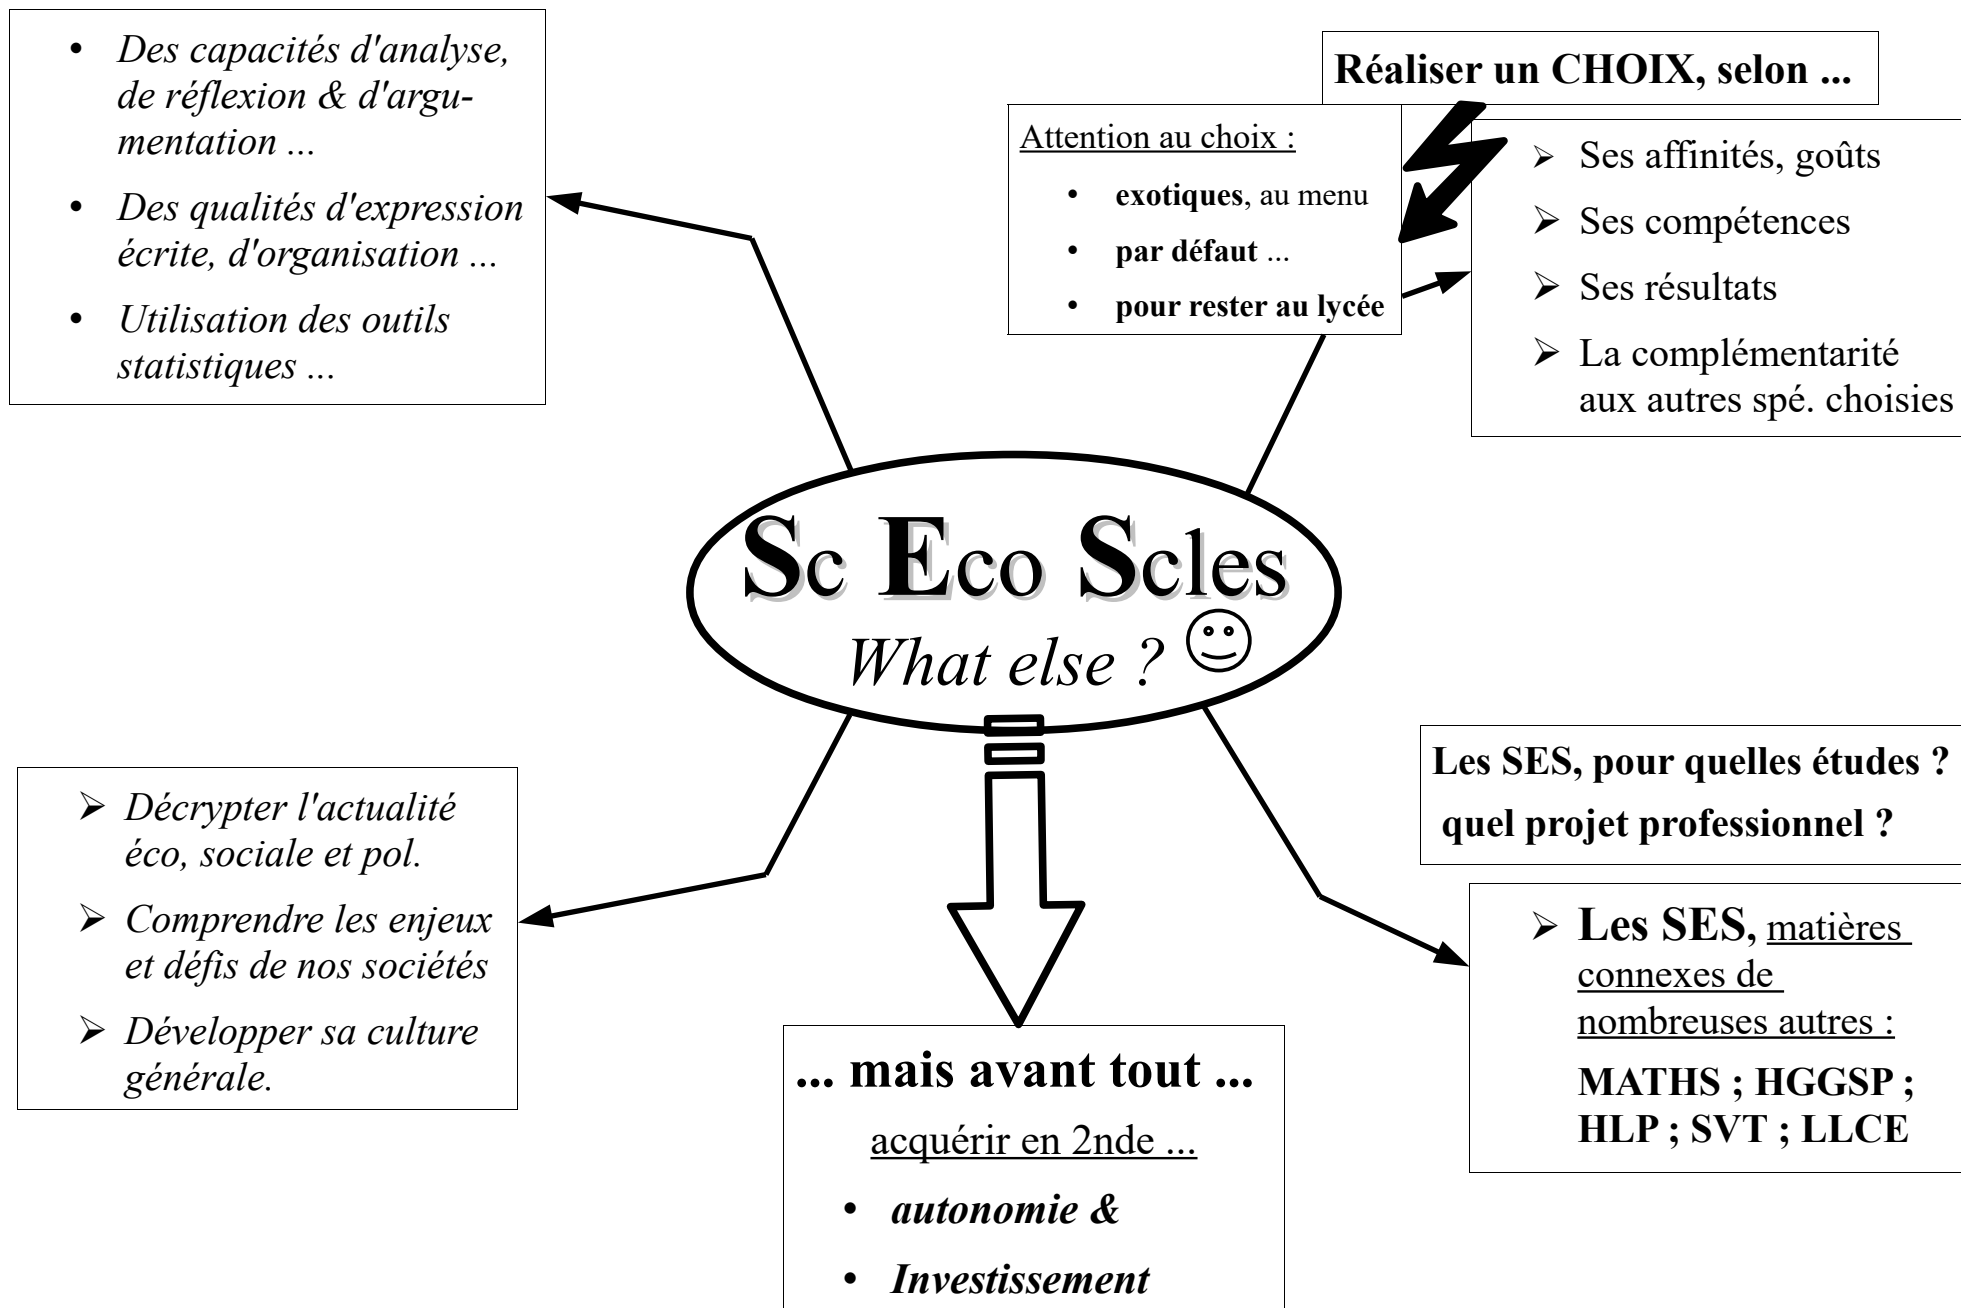 • Des capacités d'analyse,
de réflexion & d'argu-
mentation ...
• Des qualités d'expression
écrite, d'organisation ...
• Utilisation des outils
statistiques ...
Réaliser un CHOIX, selon ...
Attention au choix :
• exotiques, au menu
• par défaut ...
• pour rester au lycée
➢ Ses affinités, goûts
➢ Ses compétences
➢ Ses résultats
➢ La complémentarité
aux autres spé. choisies
Sc Eco Scles
What else ?
➢ Décrypter l'actualité
éco, sociale et pol.
➢ Comprendre les enjeux
et défis de nos sociétés
➢ Développer sa culture
générale.
... mais avant tout ...
acquérir en 2nde ...
• autonomie &
• Investissement
Les SES, pour quelles études ?
quel projet professionnel ?
➢ Les SES, matières
connexes de
nombreuses autres :
MATHS ; HGGSP ;
HLP ; SVT ; LLCE